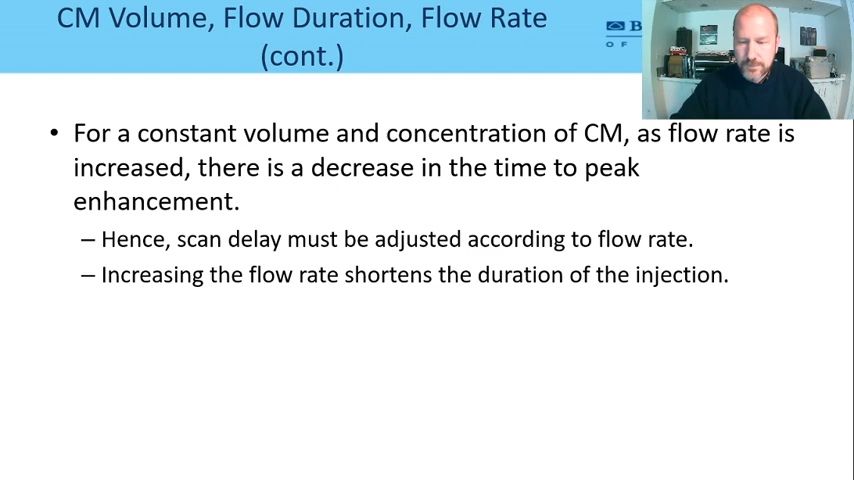 CM Volume, Flow Duration, Flow Rate
(cont.)
B
OF
• For a constant volume and concentration of CM, as flow rate is
increased, there is a decrease in the time to peak
enhancement.
– Hence, scan delay must be adjusted according to flow rate.
– Increasing the flow rate shortens the duration of the injection.